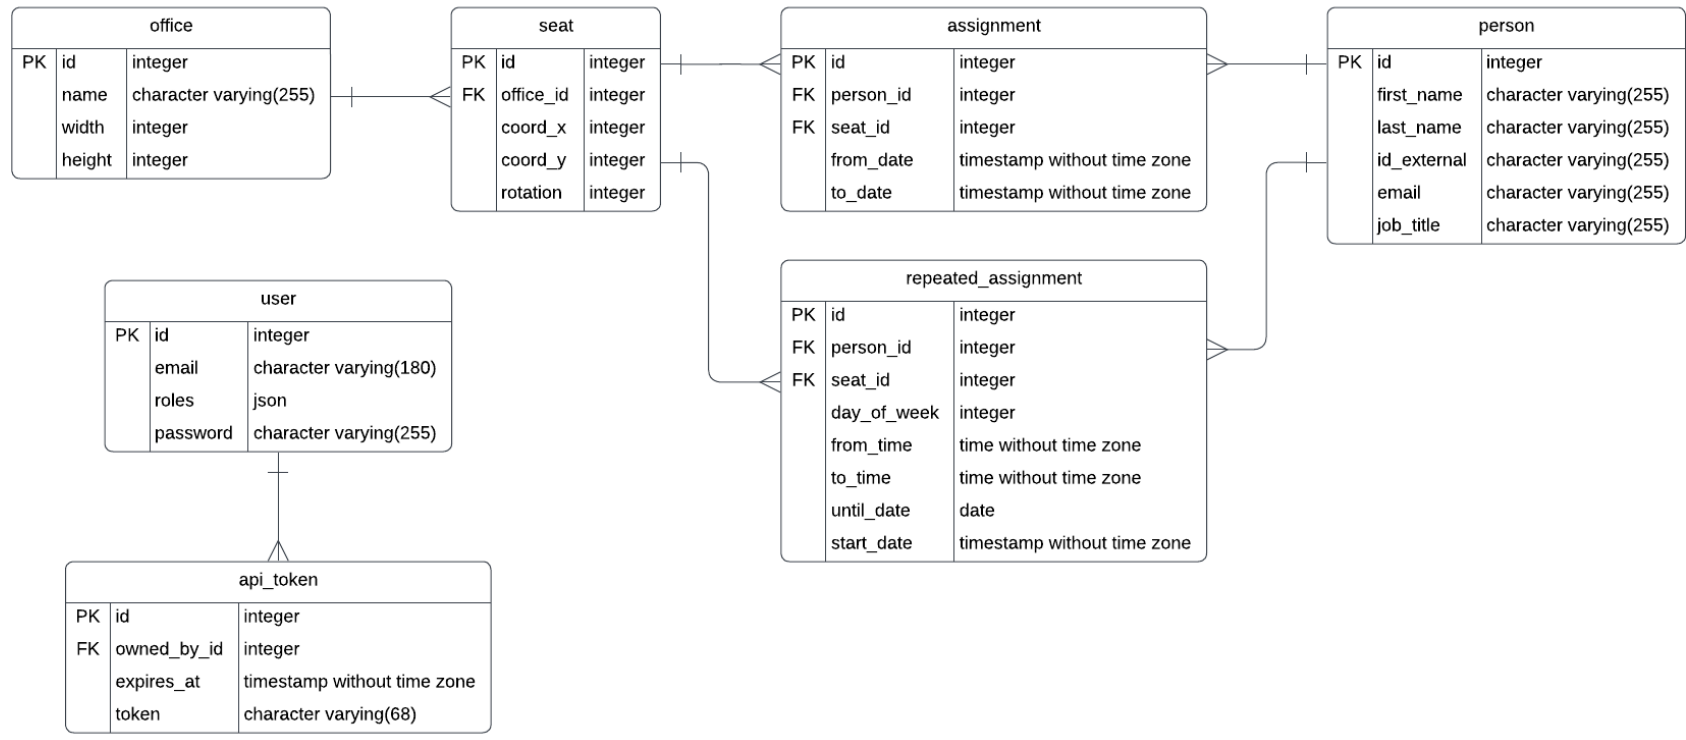 office
PK id integer
name character varying(255)
width integer
height integer
seat
PK id integer
FK office_id integer
coord_x integer
coord_y integer
rotation integer
assignment
PK id integer
FK person_id integer
FK seat_id integer
from_date timestamp without time zone
to_date timestamp without time zone
person
PK id integer
first_name character varying(255)
last_name character varying(255)
id_external character varying(255)
email character varying(255)
job_title character varying(255)
user
PK id integer
email character varying(180)
roles json
password character varying(255)
repeated_assignment
PK id integer
FK person_id integer
FK seat_id integer
day_of_week integer
from_time time without time zone
to_time time without time zone
until_date date
start_date timestamp without time zone
api_token
PK id integer
FK owned_by_id integer
expires_at timestamp without time zone
token character varying(68)